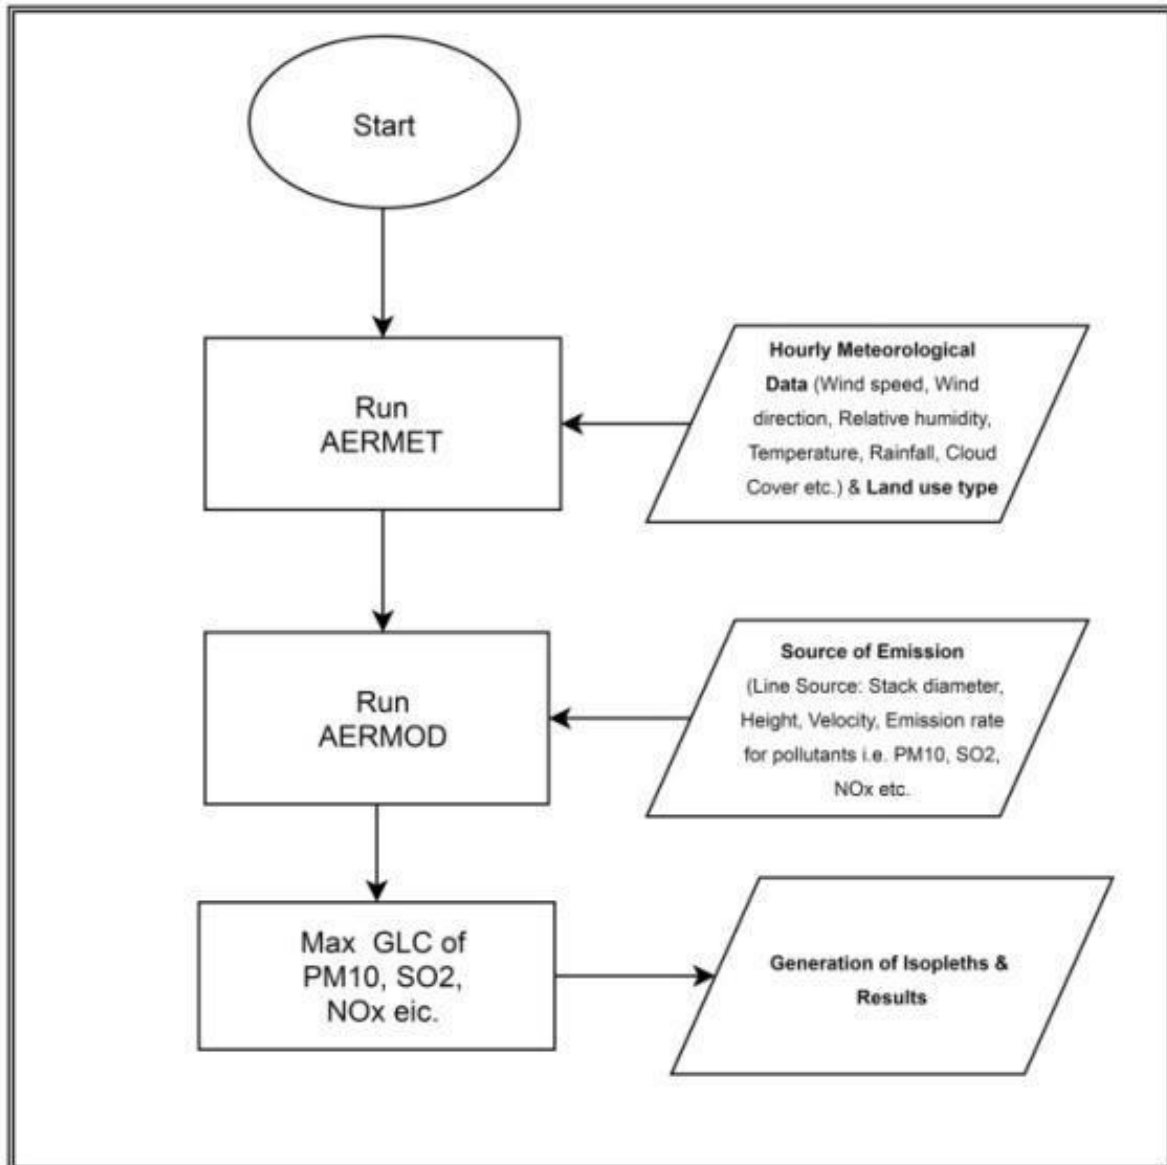 Start
Run
AERMET
Hourly Meteorological
Data (Wind speed, Wind
direction, Relative humidity,
Temperature, Rainfall, Cloud
Cover etc.) & Land use type
Run
AERMOD
Source of Emission
(Line Source: Stack diameter,
Height, Velocity, Emission rate
for pollutants i.e. PM10, SO2,
NOx etc.
Max GLC of
PM10, SO2,
NOx eic.
Generation of Isopleths &
Results